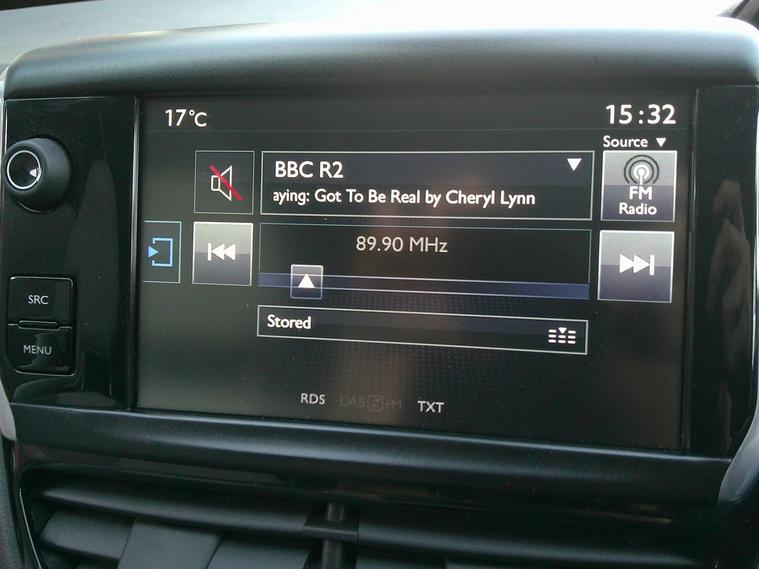 17°C
15:32
Source
BBC R2
aying: Got To Be Real by Cheryl Lynn
FM
Radio
89.90 MHz
SRC
Stored
MENU
RDS DAB FM TXT